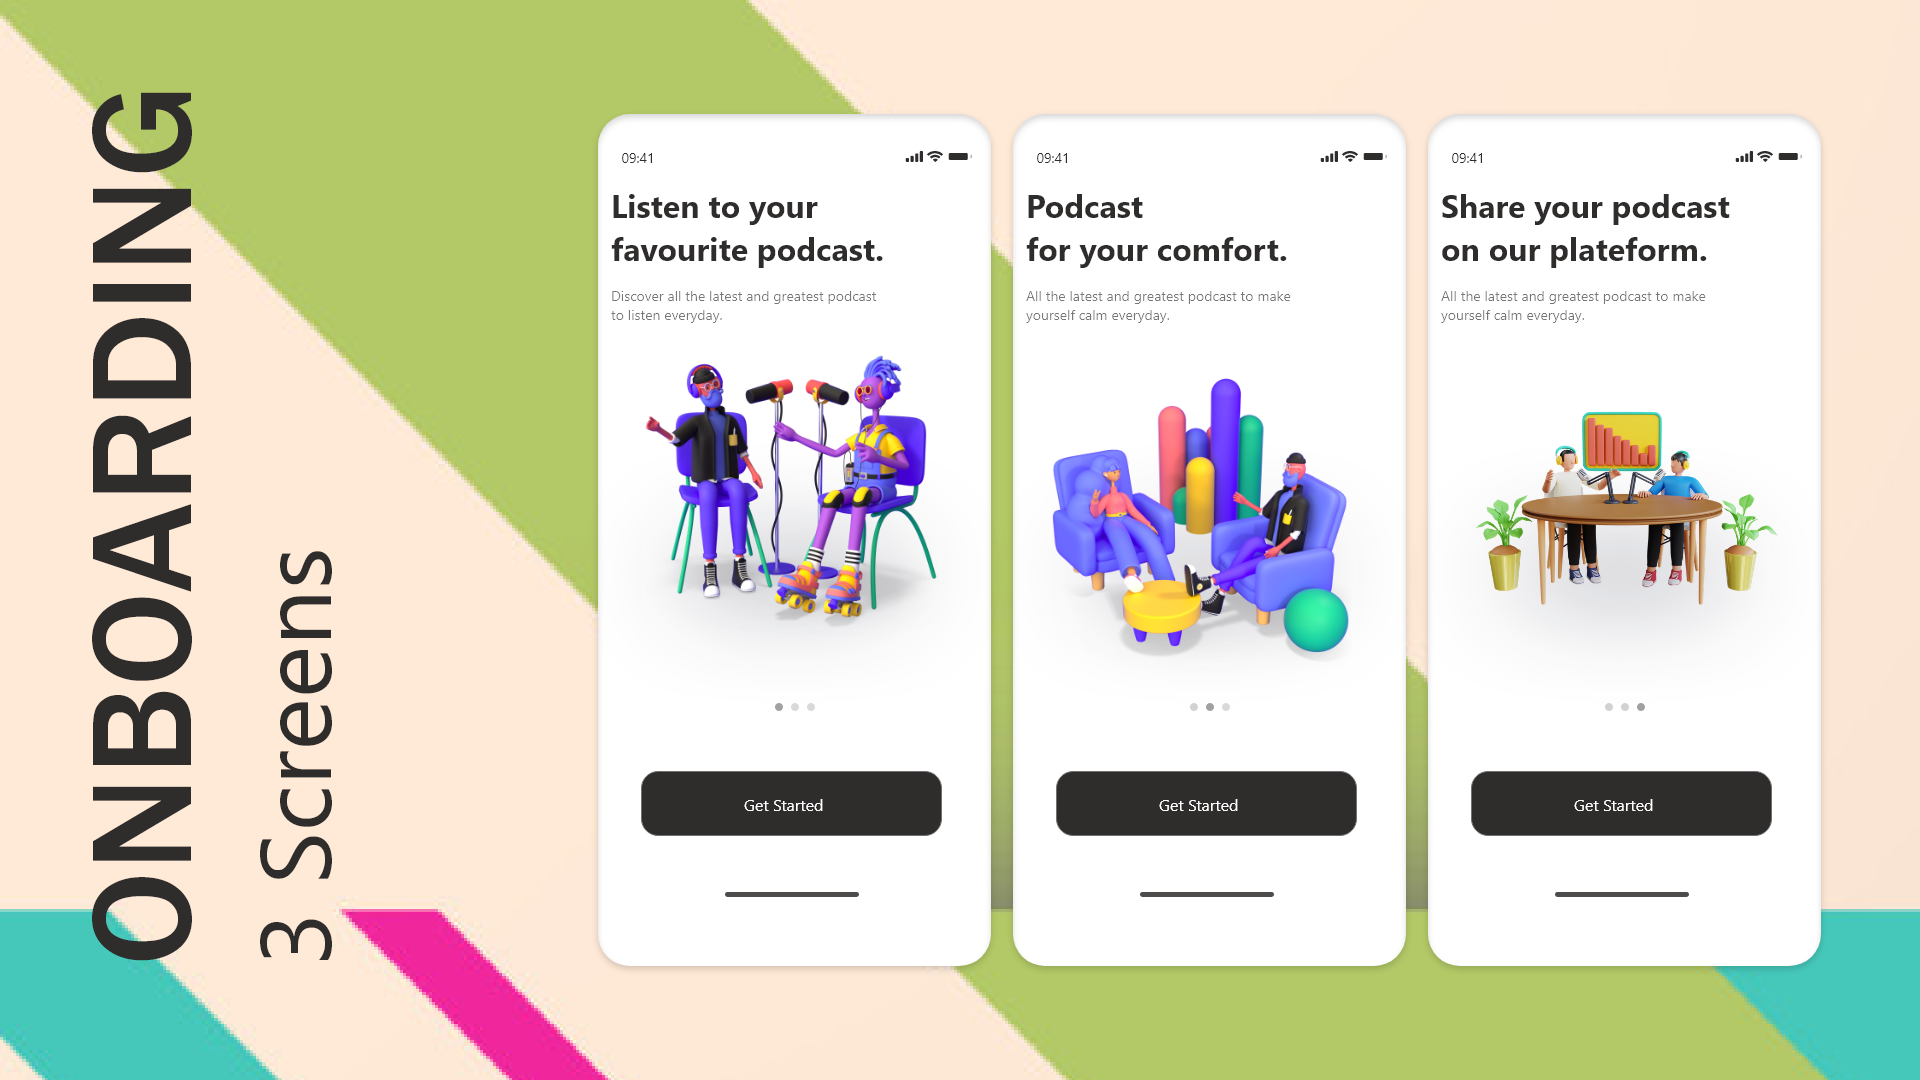 ONBOARDING
3 Screens
09:41
Listen to your
favourite podcast.
Discover all the latest and greatest podcast
to listen everyday.
Get Started
09:41
Podcast
for your comfort.
All the latest and greatest podcast to make
yourself calm everyday.
Get Started
09:41
Share your podcast
on our plateform.
All the latest and greatest podcast to make
yourself calm everyday.
Get Started